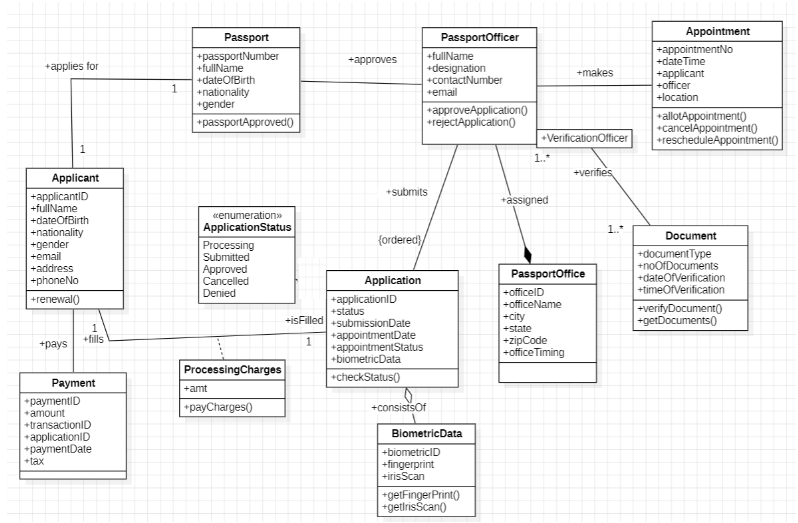 Passport
+passportNumber
+fullName
+dateOfBirth
+nationality
+gender
+passportApproved()
PassportOfficer
+fullName
+designation
+contactNumber
+email
+approveApplication()
+rejectApplication()
+VerificationOfficer
Appointment
+appointmentNo
+dateTime
+applicant
+officer
+location
+allotAppointment()
+cancelAppointment()
+rescheduleAppointment()
+applies for
1
1
+approves
+makes
1..*
+verifies
1..*
+submits
{ordered}
+assigned
Applicant
+applicantID
+fullName
+dateOfBirth
+nationality
+gender
+email
+address
+phoneNo
+renewal()
«enumeration»
ApplicationStatus
Processing
Submitted
Approved
Cancelled
Denied
Application
+applicationID
+status
+submissionDate
+appointmentDate
+appointmentStatus
+biometricData
+checkStatus()
PassportOffice
+officeID
+officeName
+city
+state
+zipCode
+officeTiming
Document
+documentType
+noOfDocuments
+dateOfVerification
+timeOfVerification
+verifyDocument()
+getDocuments()
1
+fills
+isFilled
1
+pays
Payment
+paymentID
+amount
+transactionID
+applicationID
+paymentDate
+tax
ProcessingCharges
+amt
+payCharges()
+consistsOf
BiometricData
+biometricID
+fingerprint
+irisScan
+getFingerPrint()
+getIrisScan()